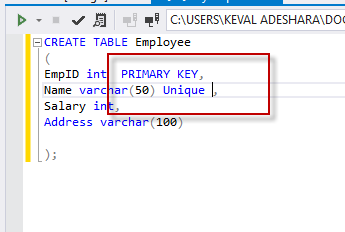 C:\USERS\KEVAL ADESHARA\DOC
CREATE TABLE Employee
(
EmpID int PRIMARY KEY,
Name varchar(50) Unique ,
Salary int,
Address varchar(100)
);